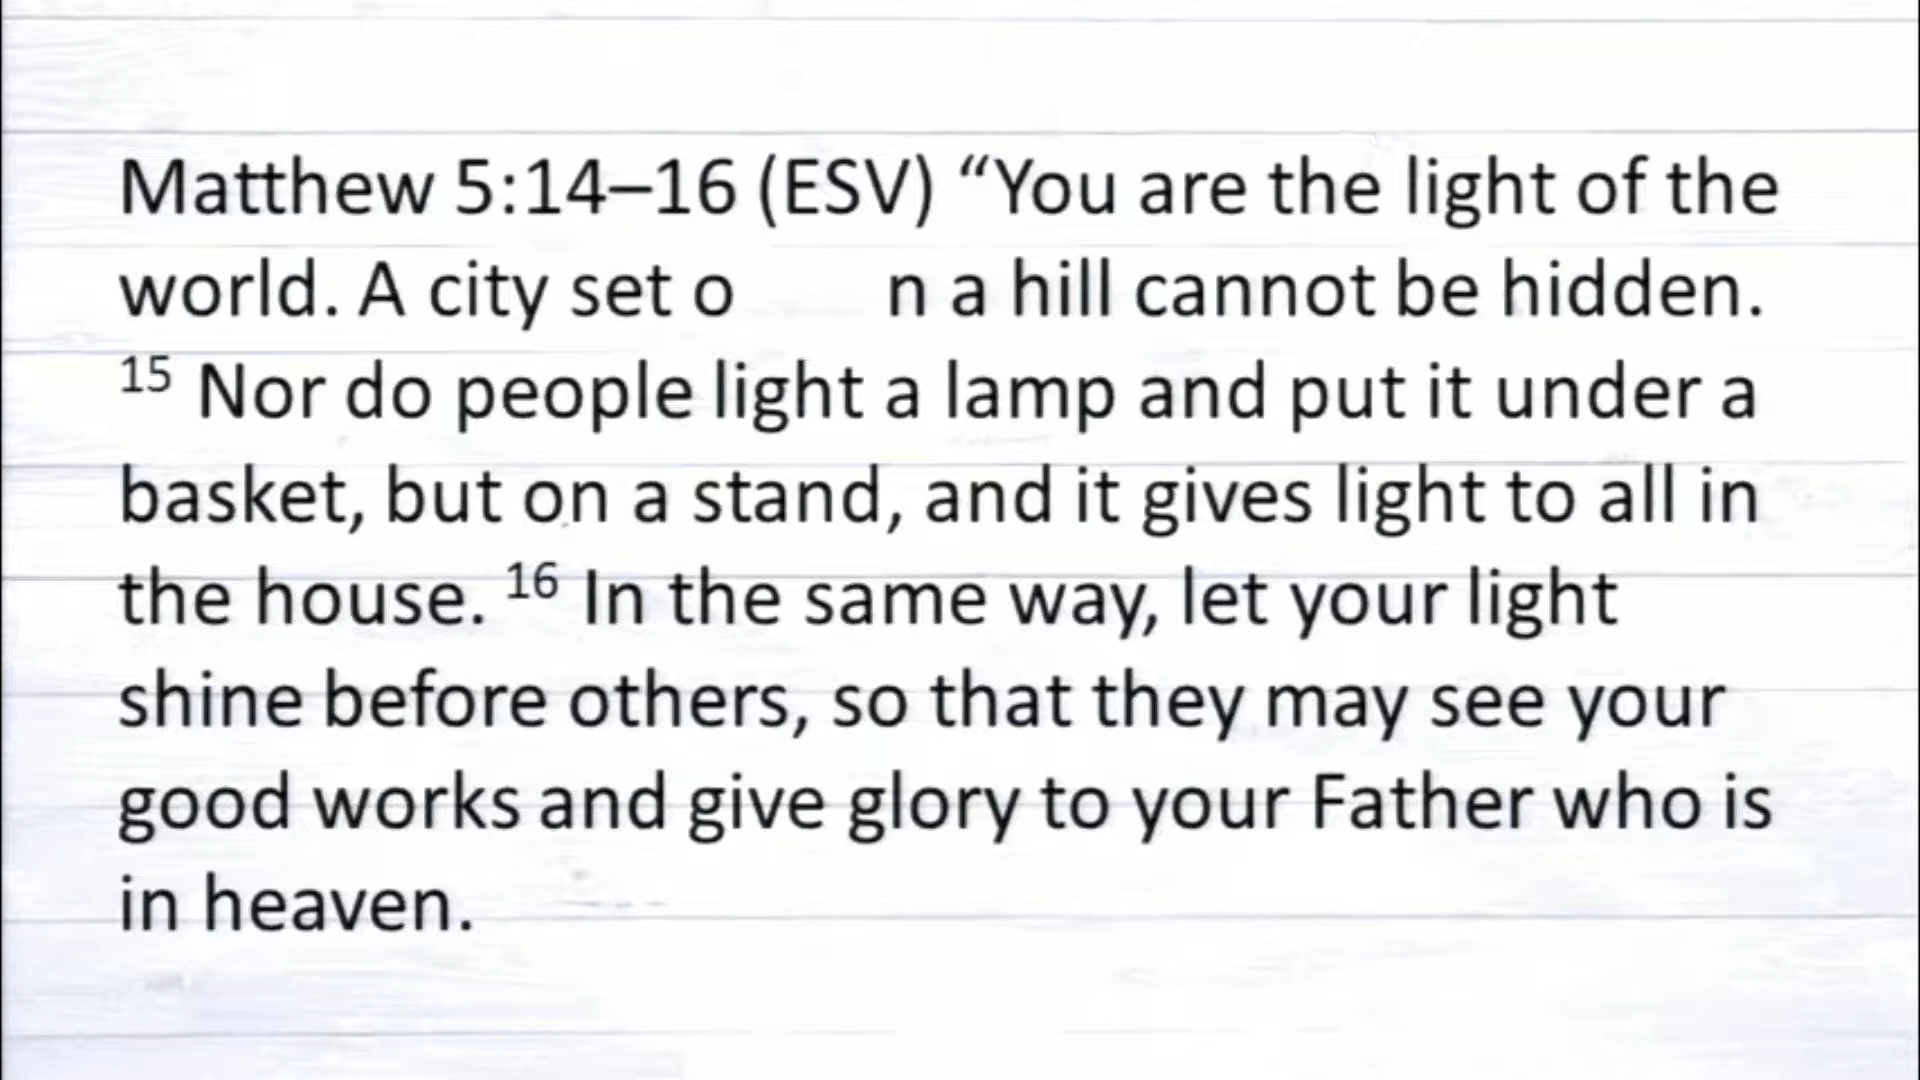 Matthew 5:14–16 (ESV) “You are the light of the
world. A city set o n a hill cannot be hidden.
15 Nor do people light a lamp and put it under a
basket, but on a stand, and it gives light to all in
the house. 16 In the same way, let your light
shine before others, so that they may see your
good works and give glory to your Father who is
in heaven.